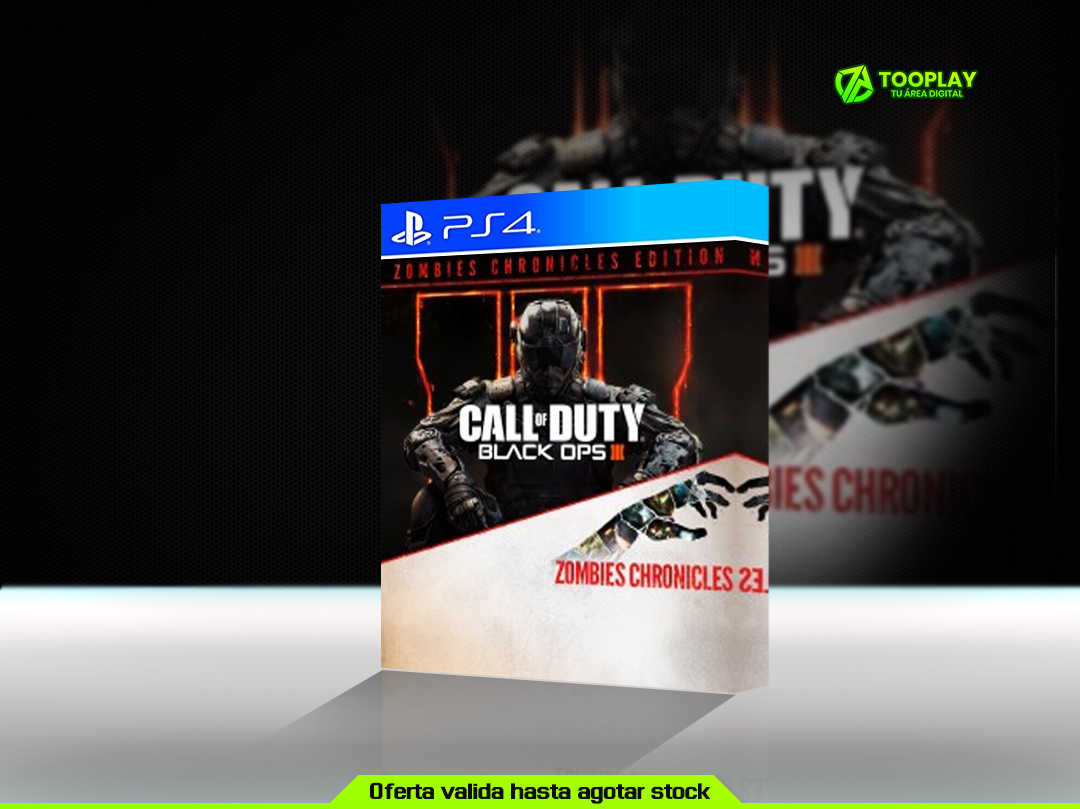 TOOPLAY
TU ÁREA DIGITAL
PS4
ZOMBIES CHRONICLES EDITION
CALL OF DUTY
BLACK OPS III
ZOMBIES CHRONICLES
DUTY
Oferta valida hasta agotar stock